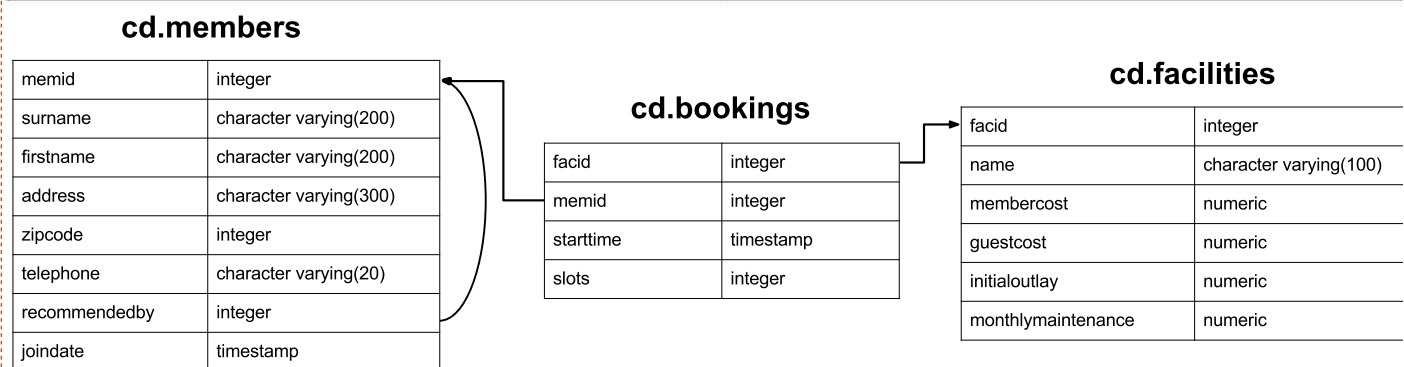 cd.members
memid integer
surname character varying(200)
firstname character varying(200)
address character varying(300)
zipcode integer
telephone character varying(20)
recommendedby integer
joindate timestamp
cd.bookings
facid integer
memid integer
starttime timestamp
slots integer
cd.facilities
facid integer
name character varying(100)
membercost numeric
guestcost numeric
initialoutlay numeric
monthlymaintenance numeric